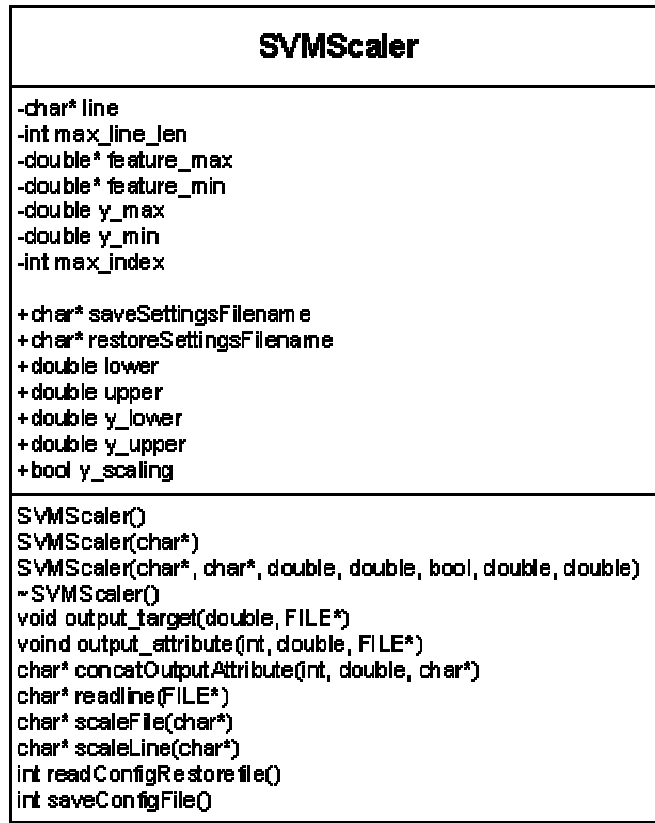 SVMScaler
-char* line
-int max_line_len
-double* feature_max
-double* feature_min
-double y_max
-double y_min
-int max_index
+char* saveSettingsFilename
+char* restoreSettingsFilename
+double lower
+double upper
+double y_lower
+double y_upper
+bool y_scaling
SVMScaler()
SVMScaler(char*)
SVMScaler(char*, char*, double, double, bool, double, double)
~SVMScaler()
void output_target(double, FILE*)
voind output_attribute(int, double, FILE*)
char* concatOutputAttribute(int, double, char*)
char* readline(FILE*)
char* scaleFile(char*)
char* scaleLine(char*)
int readConfigRestorefile()
int saveConfigFile()